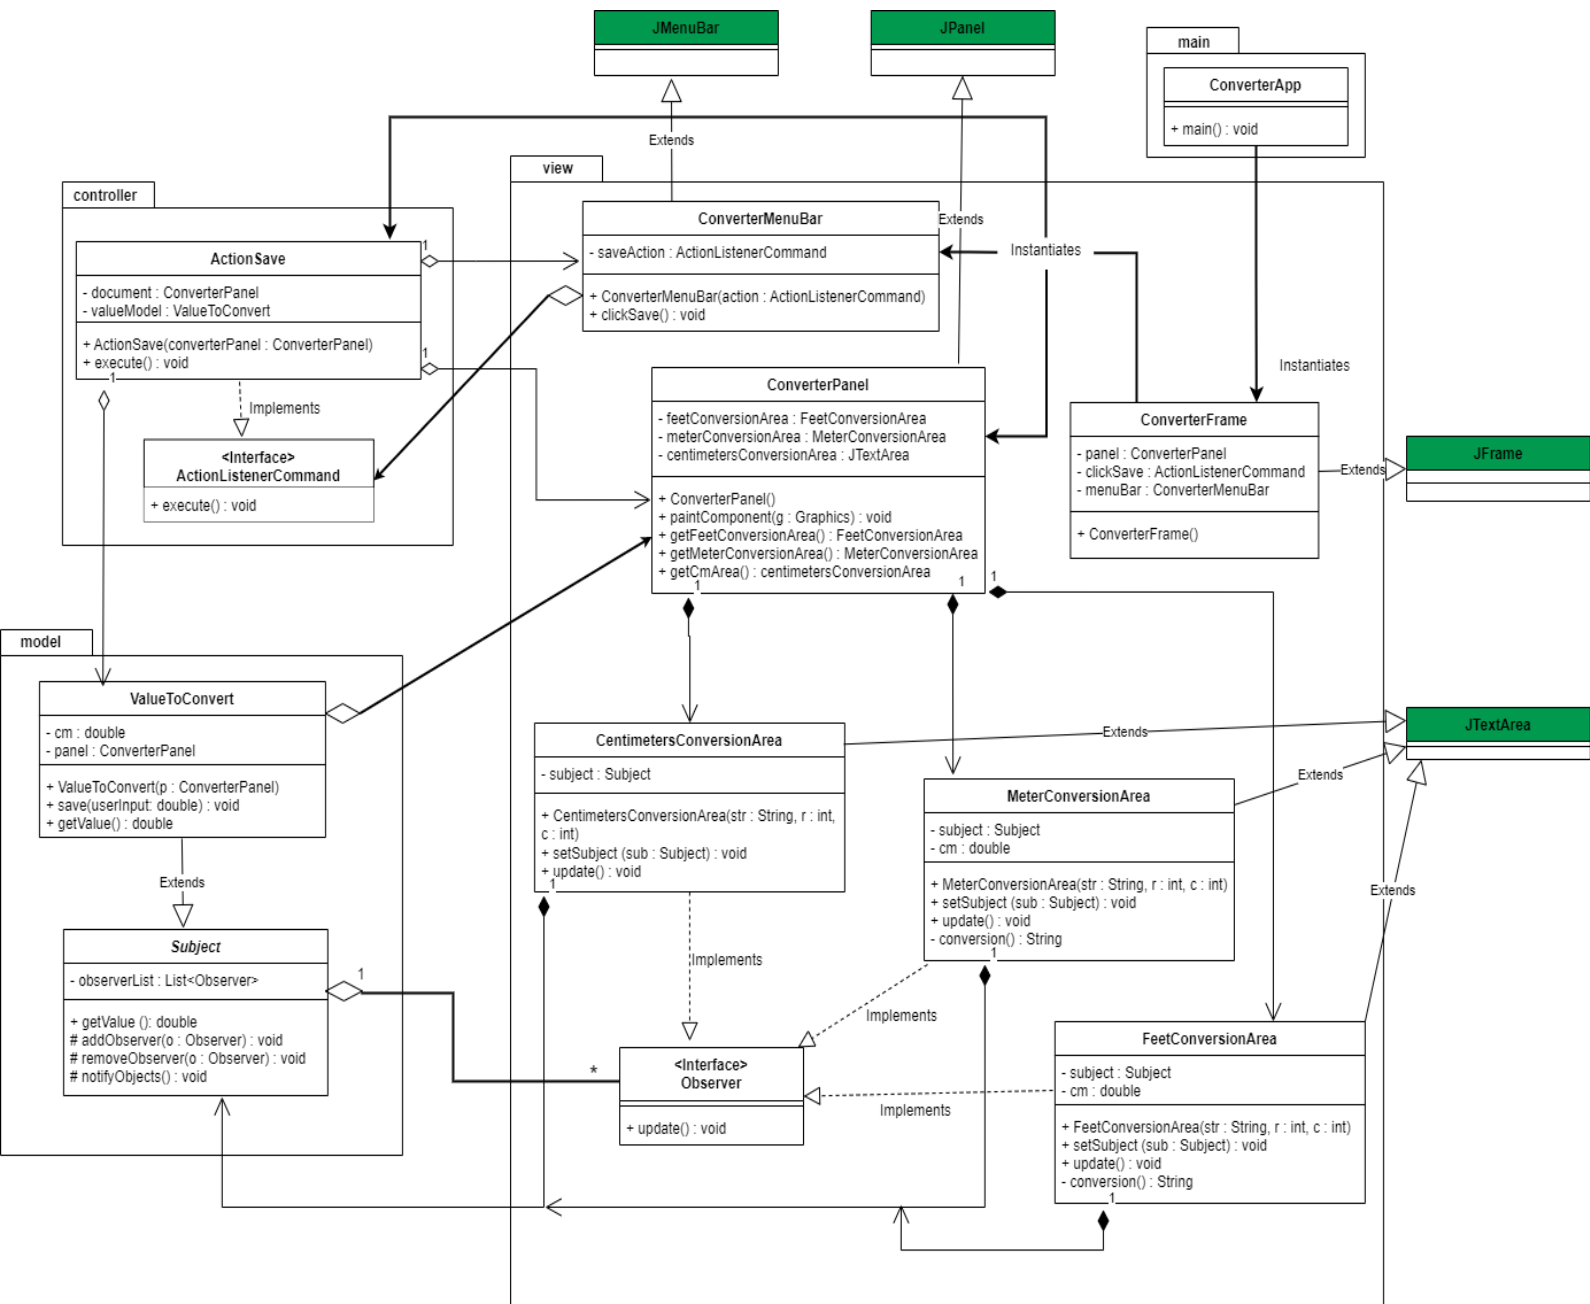 JMenuBar
JPanel
main
ConverterApp
+ main() : void
Extends
view
controller
ConverterMenuBar
- saveAction : ActionListenerCommand
+ ConverterMenuBar(action : ActionListenerCommand)
+ clickSave() : void
Extends
Instantiates
1
ActionSave
- document : ConverterPanel
- valueModel : ValueToConvert
+ ActionSave(converterPanel : ConverterPanel)
+ execute() : void
1
1
Implements
<Interface>
ActionListenerCommand
+ execute() : void
Instantiates
ConverterPanel
- feetConversionArea : FeetConversionArea
- meterConversionArea : MeterConversionArea
- centimetersConversionArea : JTextArea
+ ConverterPanel()
+ paintComponent(g : Graphics) : void
+ getFeetConversionArea() : FeetConversionArea
+ getMeterConversionArea() : MeterConversionArea
+ getCmArea() : centimetersConversionArea
1
1
1
ConverterFrame
- panel : ConverterPanel
- clickSave : ActionListenerCommand
- menuBar : ConverterMenuBar
+ ConverterFrame()
Extends
JFrame
model
ValueToConvert
- cm : double
- panel : ConverterPanel
+ ValueToConvert(p : ConverterPanel)
+ save(userInput: double) : void
+ getValue() : double
Extends
Subject
- observerList : List<Observer>
+ getValue (): double
# addObserver(o : Observer) : void
# removeObserver(o : Observer) : void
# notifyObjects() : void
1
*
CentimetersConversionArea
- subject : Subject
+ CentimetersConversionArea(str : String, r : int,
c : int)
+ setSubject (sub : Subject) : void
+ update() : void
1
Extends
JTextArea
MeterConversionArea
- subject : Subject
- cm : double
+ MeterConversionArea(str : String, r : int, c : int)
+ setSubject (sub : Subject) : void
+ update() : void
- conversion() : String
1
Extends
Extends
Implements
Implements
<Interface>
Observer
+ update() : void
Implements
FeetConversionArea
- subject : Subject
- cm : double
+ FeetConversionArea(str : String, r : int, c : int)
+ setSubject (sub : Subject) : void
+ update() : void
- conversion() : String
1